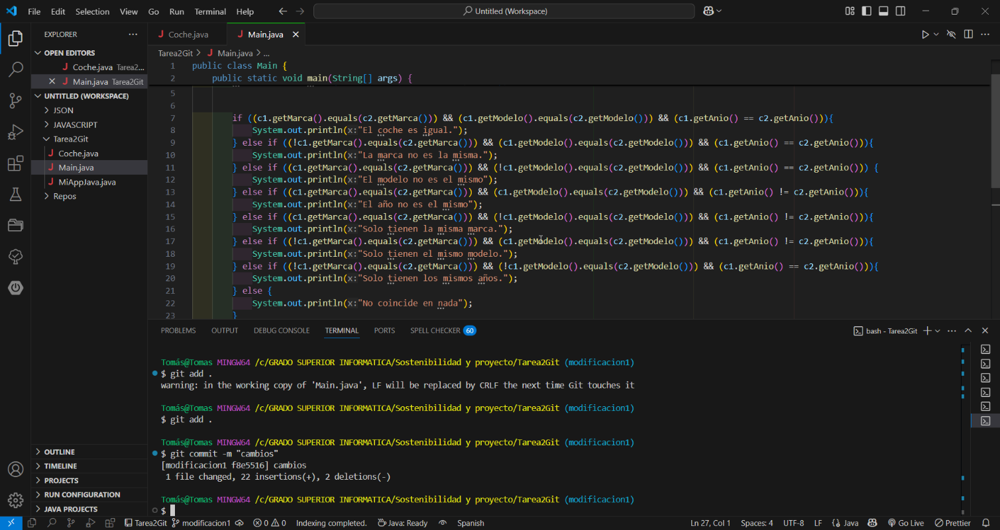 File Edit Selection View Go Run Terminal Help
Untitled (Workspace)
EXPLORER
OPEN EDITORS
Coche.java Tarea2...
Main.java Tarea2Git
UNTITLED (WORKSPACE)
JSON
JAVASCRIPT
Tarea2Git
Coche.java
Main.java
MiAppJava.java
Repos
OUTLINE
TIMELINE
PROJECTS
RUN CONFIGURATION
JAVA PROJECTS
Coche.java Main.java
Tarea2Git > Main.java > ...
1 public class Main {
2 public static void main(String[] args) {
5
6
7 if ((c1.getMarca().equals(c2.getMarca())) && (c1.getModelo().equals(c2.getModelo())) && (c1.getAnio() == c2.getAnio())){
8 System.out.println(x:"El coche es igual.");
9 } else if ((!c1.getMarca().equals(c2.getMarca())) && (c1.getModelo().equals(c2.getModelo())) && (c1.getAnio() == c2.getAnio())){
10 System.out.println(x:"La marca no es la misma.");
11 } else if ((c1.getMarca().equals(c2.getMarca())) && (!c1.getModelo().equals(c2.getModelo())) && (c1.getAnio() == c2.getAnio())) {
12 System.out.println(x:"El modelo no es el mismo");
13 } else if ((c1.getMarca().equals(c2.getMarca())) && (c1.getModelo().equals(c2.getModelo())) && (c1.getAnio() != c2.getAnio())){
14 System.out.println(x:"El año no es el mismo");
15 } else if ((c1.getMarca().equals(c2.getMarca())) && (!c1.getModelo().equals(c2.getModelo())) && (c1.getAnio() != c2.getAnio())){
16 System.out.println(x:"Solo tienen la misma marca.");
17 } else if ((!c1.getMarca().equals(c2.getMarca())) && (c1.getModelo().equals(c2.getModelo())) && (c1.getAnio() != c2.getAnio())){
18 System.out.println(x:"Solo tienen el mismo modelo.");
19 } else if ((!c1.getMarca().equals(c2.getMarca())) && (!c1.getModelo().equals(c2.getModelo())) && (c1.getAnio() == c2.getAnio())){
20 System.out.println(x:"Solo tienen los mismos años.");
21 } else {
22 System.out.println(x:"No coincide en nada");
23 }
PROBLEMS OUTPUT DEBUG CONSOLE TERMINAL PORTS SPELL CHECKER 60
bash - Tarea2Git
Tomás@Tomas MINGW64 /c/GRADO SUPERIOR INFORMATICA/Sostenibilidad y proyecto/Tarea2Git (modificacion1)
$ git add .
warning: in the working copy of 'Main.java', LF will be replaced by CRLF the next time Git touches it
Tomás@Tomas MINGW64 /c/GRADO SUPERIOR INFORMATICA/Sostenibilidad y proyecto/Tarea2Git (modificacion1)
$ git add .
Tomás@Tomas MINGW64 /c/GRADO SUPERIOR INFORMATICA/Sostenibilidad y proyecto/Tarea2Git (modificacion1)
$ git commit -m "cambios"
[modificacion1 f8e5516] cambios
1 file changed, 22 insertions(+), 2 deletions(-)
Tomás@Tomas MINGW64 /c/GRADO SUPERIOR INFORMATICA/Sostenibilidad y proyecto/Tarea2Git (modificacion1)
$
Tarea2Git modificacion1 0 0 Indexing completed. Java: Ready Spanish Ln 27, Col 1 Spaces: 4 UTF-8 LF {} Java Go Live Prettier